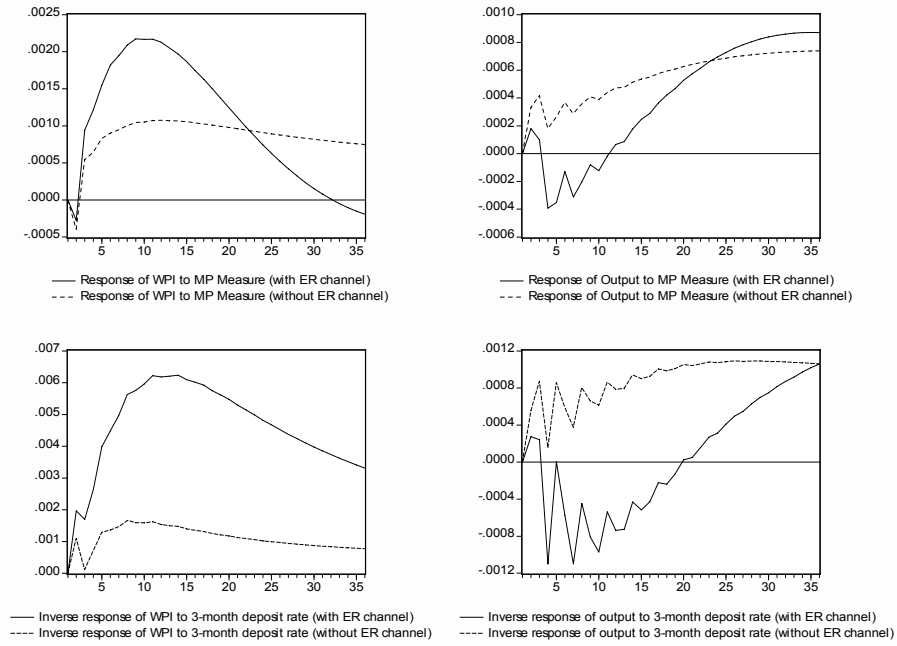 .0025
.0020
.0015
.0010
.0005
.0000
-.0005
5 10 15 20 25 30 35
Response of WPI to MP Measure (with ER channel)
Response of WPI to MP Measure (without ER channel)
.0010
.0008
.0006
.0004
.0002
.0000
-.0002
-.0004
-.0006
5 10 15 20 25 30 35
Response of Output to MP Measure (with ER channel)
Response of Output to MP Measure (without ER channel)
.007
.006
.005
.004
.003
.002
.001
.000
5 10 15 20 25 30 35
Inverse response of WPI to 3-month deposit rate (with ER channel)
Inverse response of WPI to 3-month deposit rate (without ER channel)
.0012
.0008
.0004
.0000
-.0004
-.0008
-.0012
5 10 15 20 25 30 35
Inverse response of output to 3-month deposit rate (with ER channel)
Inverse response of output to 3-month deposit rate (without ER channel)